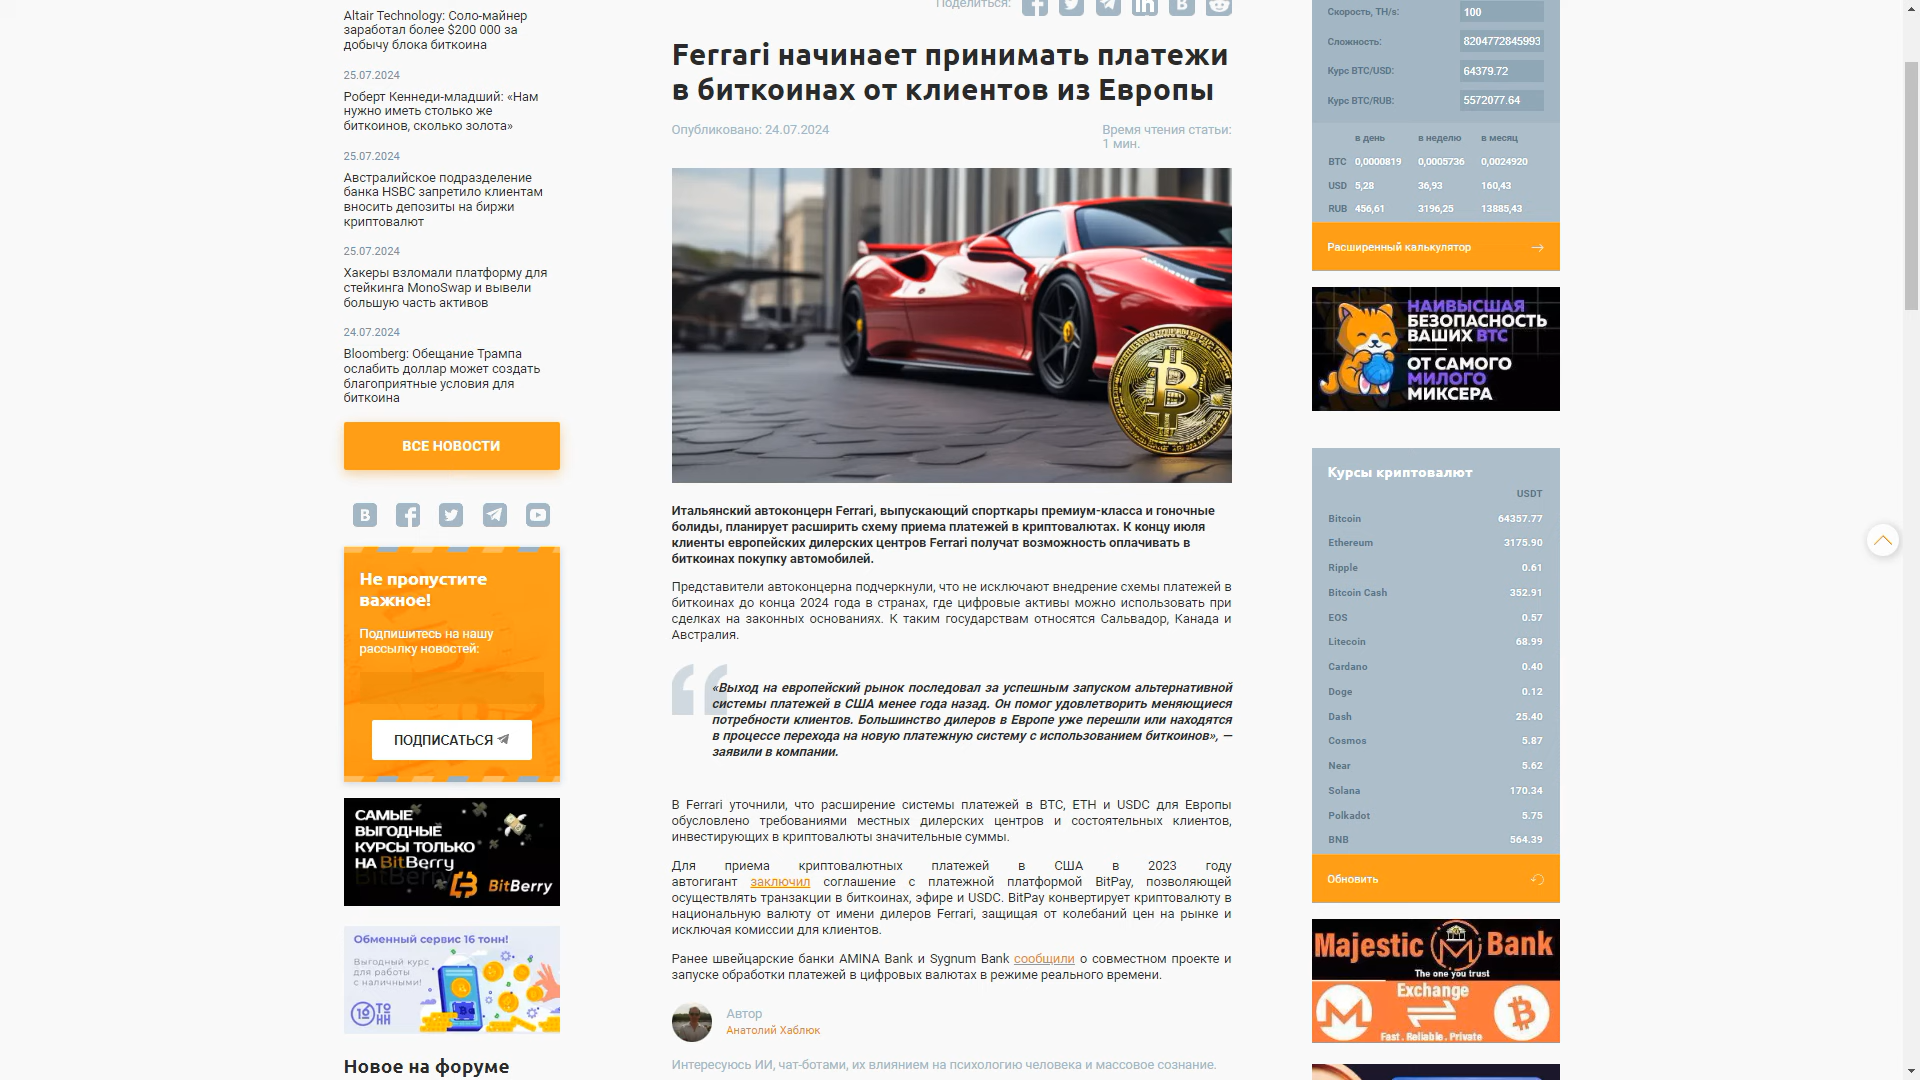 Altair Technology: Соло-майнер
заработал более $200 000 за
добычу блока биткоина
25.07.2024
Роберт Кеннеди-младший: «Нам
нужно иметь столько же
биткоинов, сколько золота»
25.07.2024
Австралийское подразделение
банка HSBC запретило клиентам
вносить депозиты на биржи
криптовалют
25.07.2024
Хакеры взломали платформу для
стейкинга MonoSwap и вывели
большую часть активов
24.07.2024
Bloomberg: Обещание Трампа
ослабить доллар может создать
благоприятные условия для
биткоина
ВСЕ НОВОСТИ
Не пропустите
важное!
Подпишитесь на нашу
рассылку новостей:
ПОДПИСАТЬСЯ
САМЫЕ
ВЫГОДНЫЕ
КУРСЫ ТОЛЬКО
НА BitBerry
BitBerry
Обменный сервис 16 тонн!
Выгодный курс
для работы
с наличными!
16 ТОНН
Новое на форуме
Поделиться:
Ferrari начинает принимать платежи
в биткоинах от клиентов из Европы
Опубликовано: 24.07.2024
Время чтения статьи:
1 мин.
Итальянский автоконцерн Ferrari, выпускающий спорткары премиум-класса и гоночные
болиды, планирует расширить схему приема платежей в криптовалютах. К концу июля
клиенты европейских дилерских центров Ferrari получат возможность оплачивать в
биткоинах покупку автомобилей.
Представители автоконцерна подчеркнули, что не исключают внедрение схемы платежей в
биткоинах до конца 2024 года в странах, где цифровые активы можно использовать при
сделках на законных основаниях. К таким государствам относятся Сальвадор, Канада и
Австралия.
«Выход на европейский рынок последовал за успешным запуском альтернативной
системы платежей в США менее года назад. Он помог удовлетворить меняющиеся
потребности клиентов. Большинство дилеров в Европе уже перешли или находятся
в процессе перехода на новую платежную систему с использованием биткоинов», —
заявили в компании.
В Ferrari уточнили, что расширение системы платежей в BTC, ETH и USDC для Европы
обусловлено требованиями местных дилерских центров и состоятельных клиентов,
инвестирующих в криптовалюты значительные суммы.
Для приема криптовалютных платежей в США в 2023 году
автогигант заключил соглашение с платежной платформой BitPay, позволяющей
осуществлять транзакции в биткоинах, эфире и USDC. BitPay конвертирует криптовалюту в
национальную валюту от имени дилеров Ferrari, защищая от колебаний цен на рынке и
исключая комиссии для клиентов.
Ранее швейцарские банки AMINA Bank и Sygnum Bank сообщили о совместном проекте и
запуске обработки платежей в цифровых валютах в режиме реального времени.
Автор
Анатолий Хаблюк
Интересуюсь ИИ, чат-ботами, их влиянием на психологию человека и массовое сознание.
Скорость, TH/s: 100
Сложность: 8204772845993
Курс BTC/USD: 64379.72
Курс BTC/RUB: 5572077.64
в день в неделю в месяц
BTC 0,0000819 0,0005736 0,0024920
USD 5,28 36,93 160,43
RUB 456,61 3196,25 13885,43
Расширенный калькулятор
НАИВЫСШАЯ
БЕЗОПАСНОСТЬ
ВАШИХ BTC
ОТ САМОГО
МИЛОГО
МИКСЕРА
Курсы криптовалют
USDT
Bitcoin 64357.77
Ethereum 3175.90
Ripple 0.61
Bitcoin Cash 352.91
EOS 0.57
Litecoin 68.99
Cardano 0.40
Doge 0.12
Dash 25.40
Cosmos 5.87
Near 5.62
Solana 170.34
Polkadot 5.75
BNB 564.39
Обновить
Majestic Bank
The one you trust
Exchange
Fast . Reliable . Private